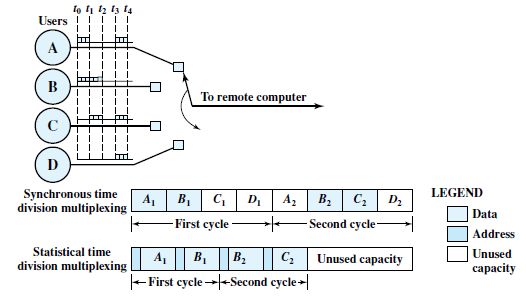 t0 t1 t2 t3 t4
Users
A
B
To remote computer
C
D
Synchronous time
division multiplexing
A1 B1 C1 D1 A2 B2 C2 D2
First cycle Second cycle
Statistical time
division multiplexing
A1 B1 B2 C2 Unused capacity
First cycle Second cycle
LEGEND
Data
Address
Unused
capacity